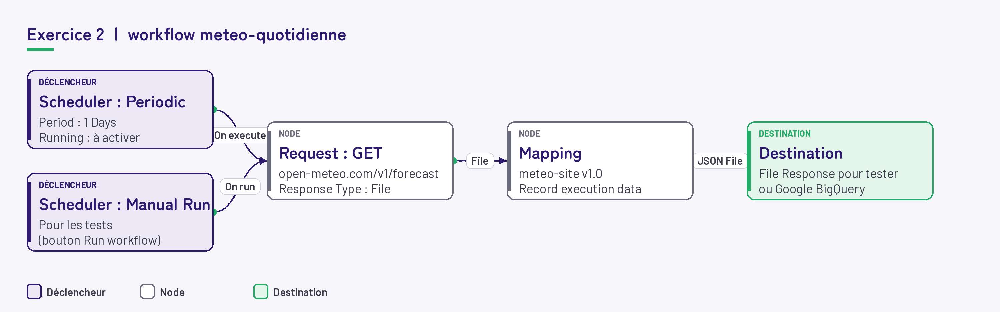 Exercice 2 | workflow meteo-quotidienne
DÉCLENCHEUR
Scheduler : Periodic
Period : 1 Days
Running : à activer
On execute
DÉCLENCHEUR
Scheduler : Manual Run
Pour les tests
(bouton Run workflow)
On run
NODE
Request : GET
open-meteo.com/v1/forecast
Response Type : File
File
NODE
Mapping
meteo-site v1.0
Record execution data
JSON File
DESTINATION
Destination
File Response pour tester
ou Google BigQuery
Déclencheur
Node
Destination